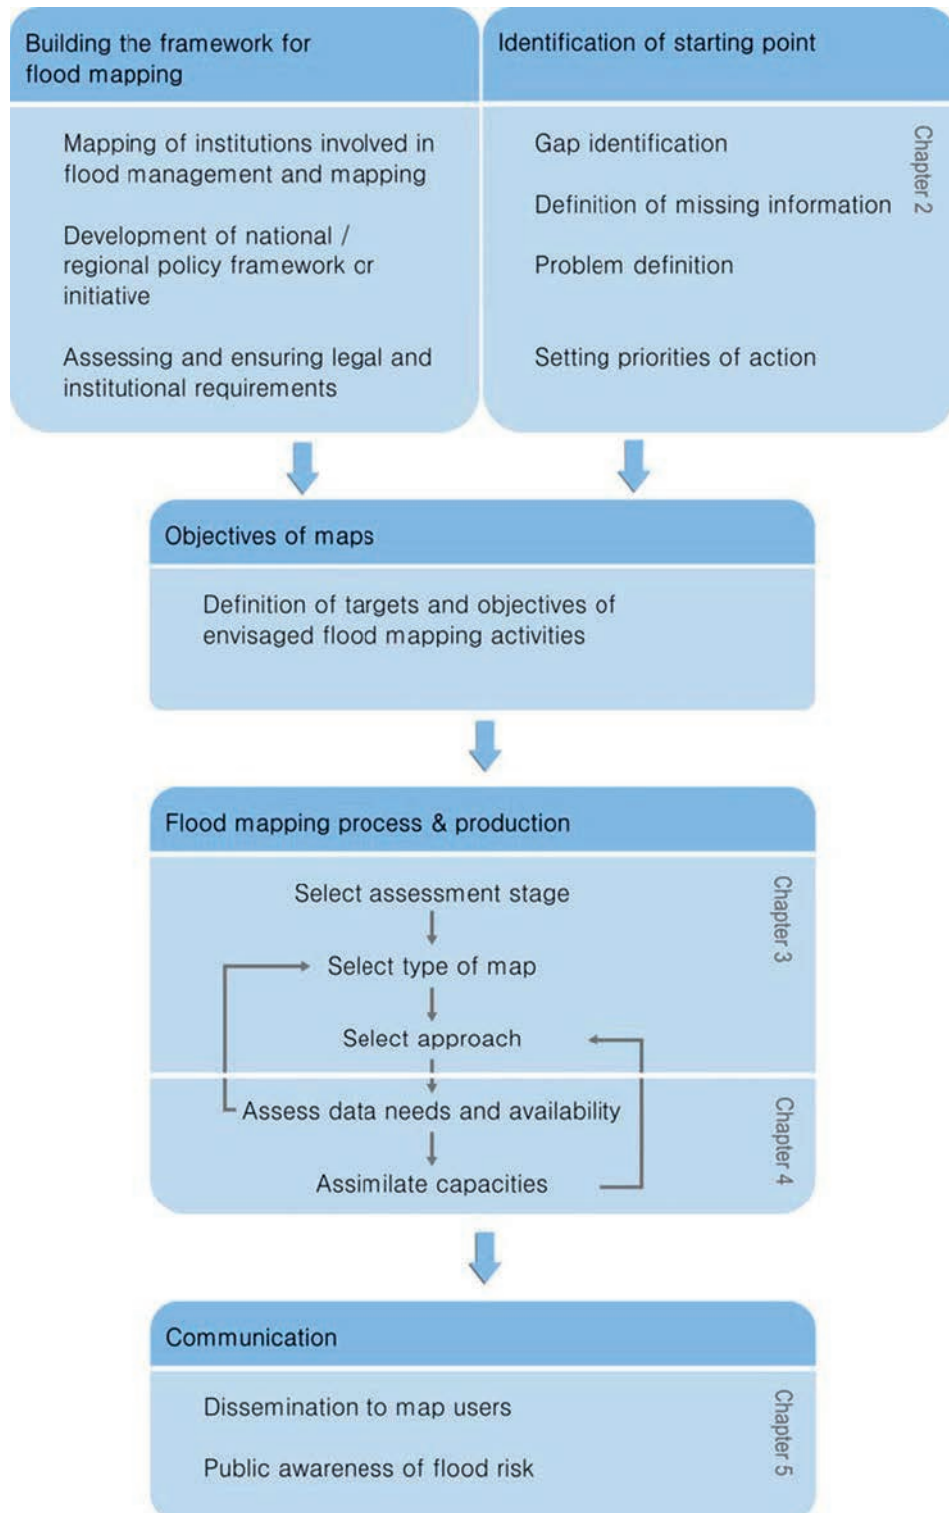 Building the framework for
flood mapping
Mapping of institutions involved in
flood management and mapping
Development of national /
regional policy framework or
initiative
Assessing and ensuring legal and
institutional requirements
Identification of starting point
Gap identification
Definition of missing information
Problem definition
Setting priorities of action
Chapter 2
Objectives of maps
Definition of targets and objectives of
envisaged flood mapping activities
Flood mapping process & production
Select assessment stage
Select type of map
Select approach
Chapter 3
Assess data needs and availability
Assimilate capacities
Chapter 4
Communication
Dissemination to map users
Public awareness of flood risk
Chapter 5